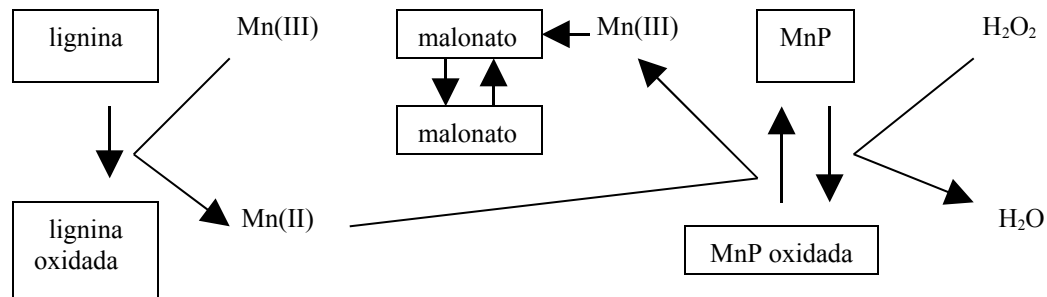 lignina
Mn(III)
malonato
Mn(III)
MnP
H₂O₂
malonato
lignina
oxidada
Mn(II)
MnP oxidada
H₂O